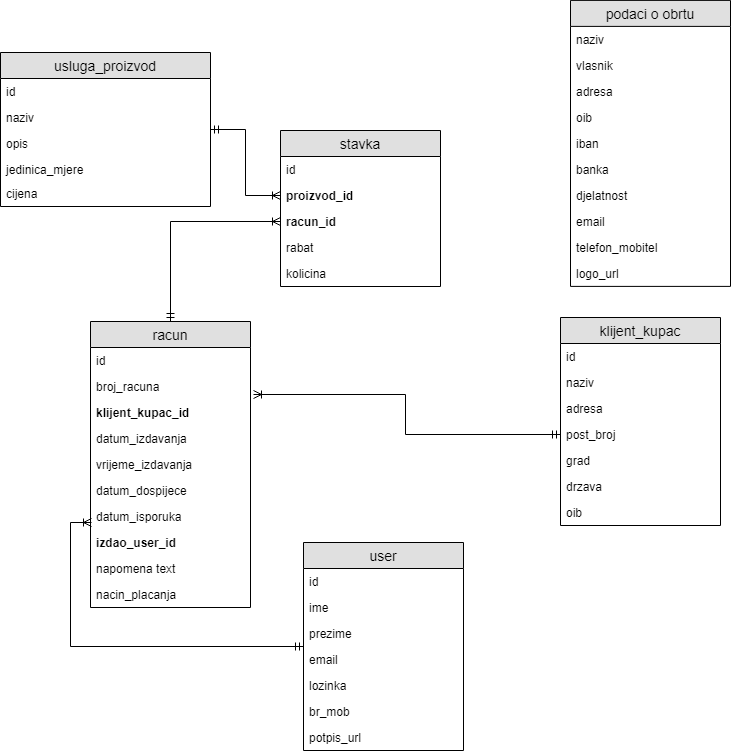 podaci o obrtu
naziv
vlasnik
adresa
oib
iban
banka
djelatnost
email
telefon_mobitel
logo_url
usluga_proizvod
id
naziv
opis
jedinica_mjere
cijena
stavka
id
proizvod_id
racun_id
rabat
kolicina
racun
id
broj_racuna
klijent_kupac_id
datum_izdavanja
vrijeme_izdavanja
datum_dospijece
datum_isporuka
izdao_user_id
napomena text
nacin_placanja
klijent_kupac
id
naziv
adresa
post_broj
grad
drzava
oib
user
id
ime
prezime
email
lozinka
br_mob
potpis_url